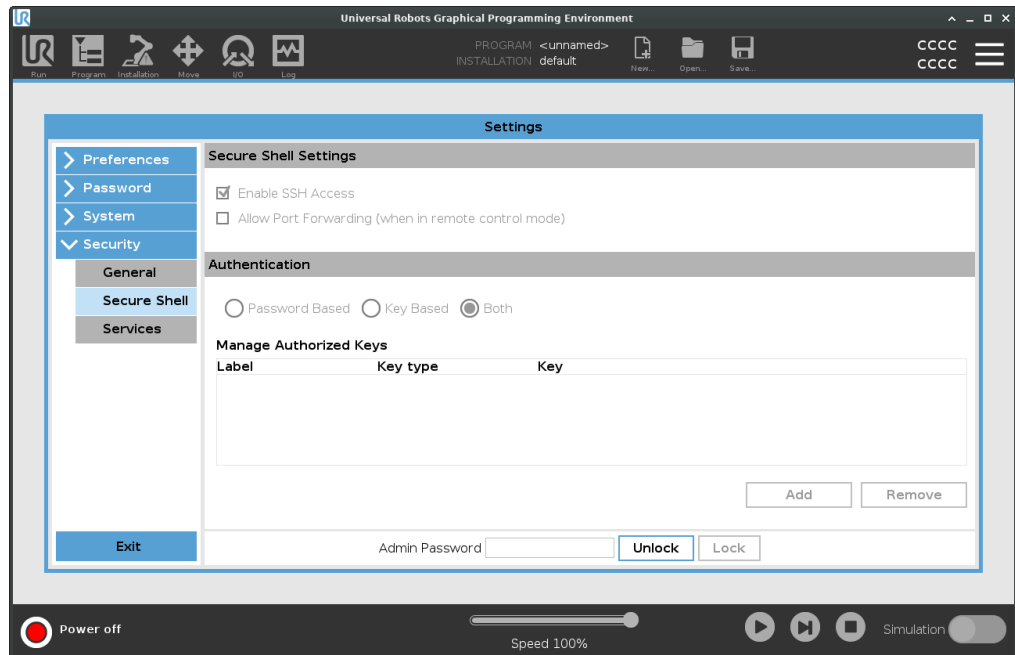 UR Universal Robots Graphical Programming Environment
UR PROGRAM <unnamed> CCCC
INSTALLATION default CCCC
Run Program Installation Move I/O Log New... Open... Save...
Settings
Preferences
Password
System
Security
General
Secure Shell
Services
Exit
Secure Shell Settings
Enable SSH Access
Allow Port Forwarding (when in remote control mode)
Authentication
Password Based Key Based Both
Manage Authorized Keys
Label Key type Key
Add Remove
Admin Password Unlock Lock
Power off
Speed 100%
Simulation